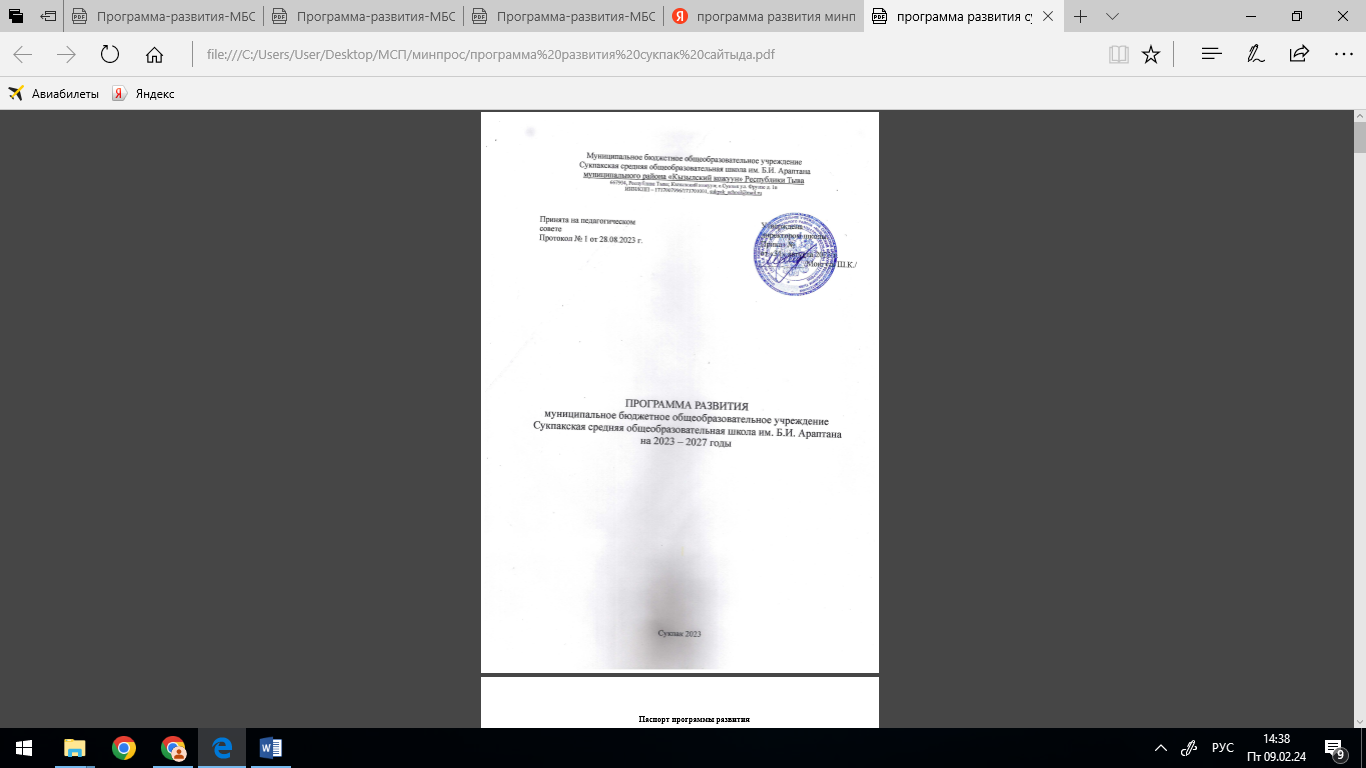 Программа-развития-МБС
Программа-развития-МБС
Программа-развития-МБС
программа развития минп
программа развития су
file:///C:/Users/User/Desktop/МСП/минпрос/программа%20развития%20сукпак%20сайтыда.pdf
Авиабилеты
Яндекс
Муниципальное бюджетное общеобразовательное учреждение
Сукпакская средняя общеобразовательная школа им. Б.И. Араптана
муниципального района «Кызылский кожуун» Республики Тыва
Принята на педагогическом
совете
Протокол № 1 от 28.08.2023 г.
директором школы
Ш.К./
ПРОГРАММА РАЗВИТИЯ
муниципальное бюджетное общеобразовательное учреждение
Сукпакская средняя общеобразовательная школа им. Б.И. Араптана
на 2023 – 2027 годы
Сукпак 2023
Паспорт программы развития
РУС
14:38
Пт 09.02.24
9